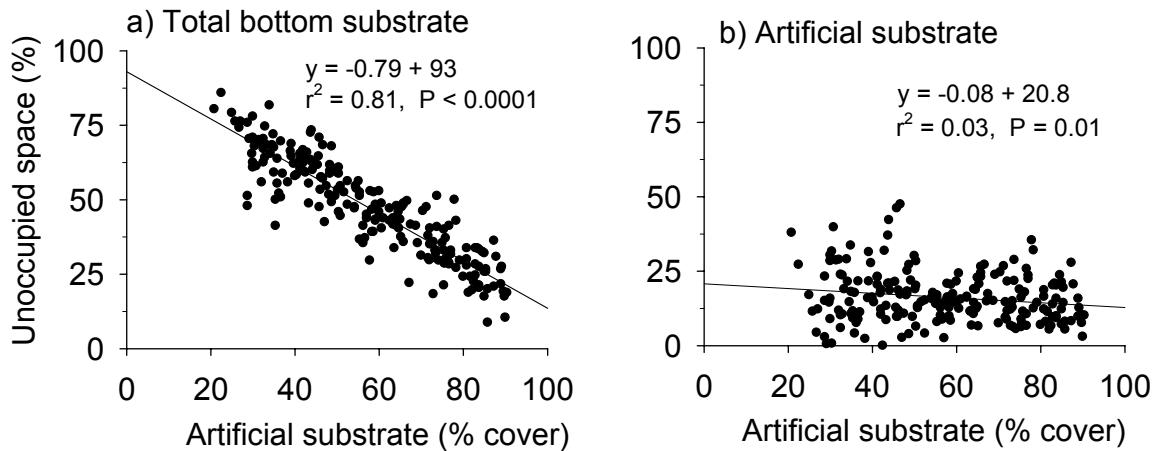 a) Total bottom substrate
y = -0.79 + 93
r² = 0.81, P < 0.0001
Unoccupied space (%)
100
75
50
25
0
0 20 40 60 80 100
Artificial substrate (% cover)
b) Artificial substrate
y = -0.08 + 20.8
r² = 0.03, P = 0.01
100
75
50
25
0
0 20 40 60 80 100
Artificial substrate (% cover)